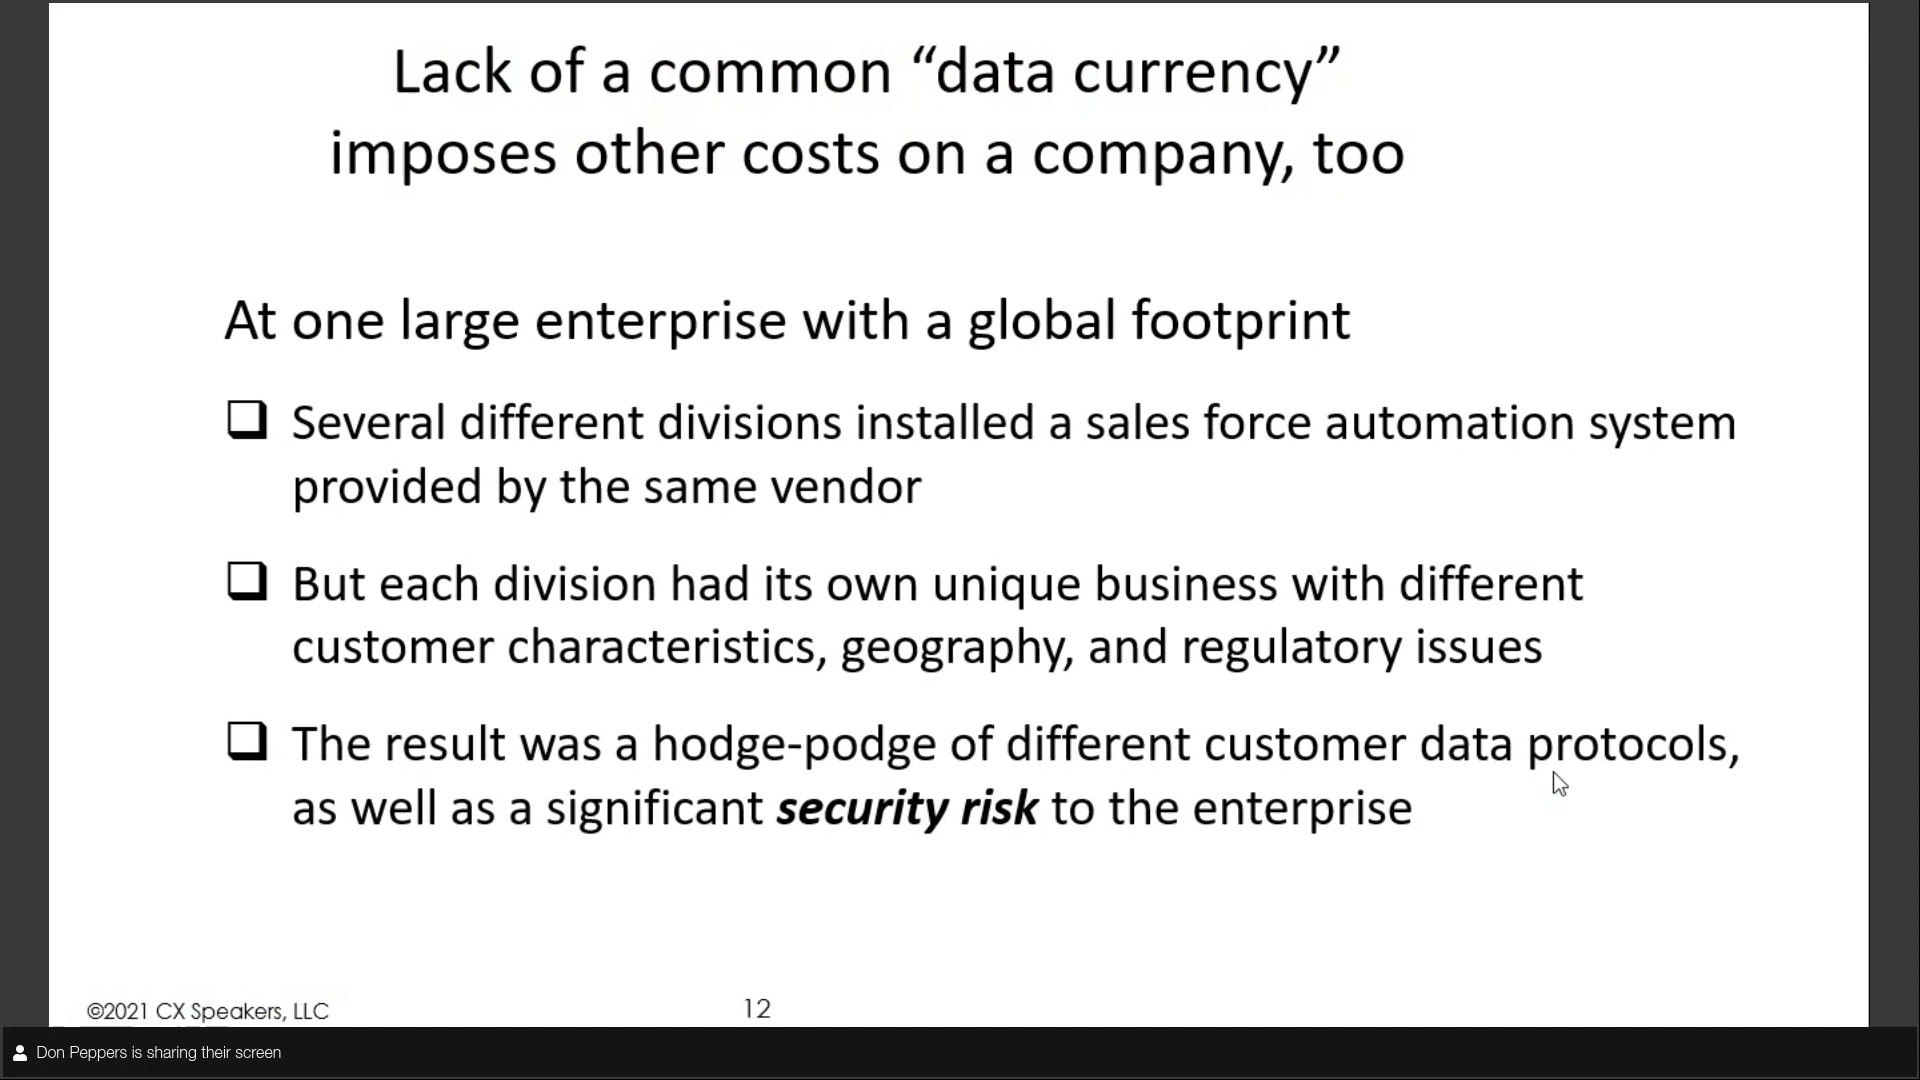 Lack of a common “data currency”
imposes other costs on a company, too
At one large enterprise with a global footprint
❑ Several different divisions installed a sales force automation system
provided by the same vendor
❑ But each division had its own unique business with different
customer characteristics, geography, and regulatory issues
❑ The result was a hodge-podge of different customer data protocols,
as well as a significant security risk to the enterprise
©2021 CX Speakers, LLC
12
Don Peppers is sharing their screen